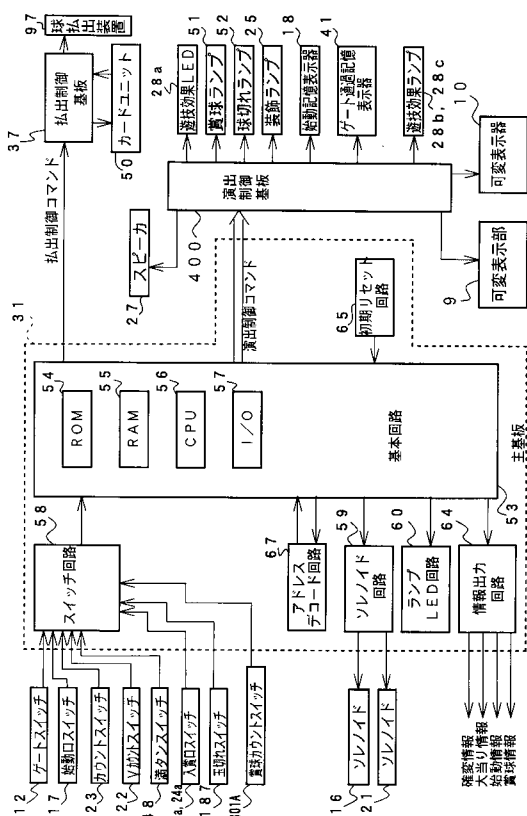 97
球払出装置
37
払出制御基板
カードユニット
50
払出制御コマンド
28a
遊技効果LED
51
賞球ランプ
52
球切れランプ
25
装飾ランプ
18
始動記憶表示器
41
ゲート通過記憶表示器
遊技効果ランプ
28b, 28c
10
可変表示器
演出制御基板
400
スピーカ
27
9
可変表示部
演出制御コマンド
31
65
初期リセット回路
54
ROM
55
RAM
56
CPU
57
I/O
基本回路
53
主基板
58
スイッチ回路
67
アドレスデコード回路
59
ソレノイド回路
60
ランプLED回路
64
情報出力回路
12
ゲートスイッチ
17
始動口スイッチ
23
カウントスイッチ
22
Vカウントスイッチ
48
満タンスイッチ
a, 24a
入賞口スイッチ
187
玉切れスイッチ
301A
賞球カウントスイッチ
16
ソレノイド
21
ソレノイド
確変情報
大当り情報
始動情報
賞球情報